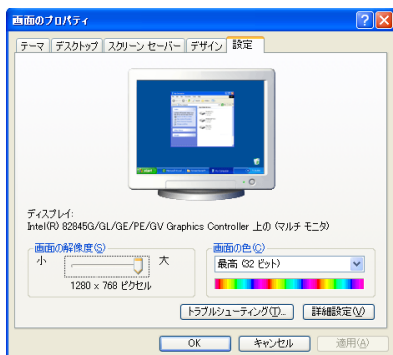 画面のプロパティ
テーマ デスクトップ スクリーン セーバー デザイン 設定
ディスプレイ:
Intel(R) 82845G/GL/GE/PE/GV Graphics Controller 上の (マルチ モニタ)
画面の解像度(S)
小 大
1280 x 768 ピクセル
画面の色(C)
最高 (32 ビット)
トラブルシューティング(T)... 詳細設定(V)
OK キャンセル 適用(A)